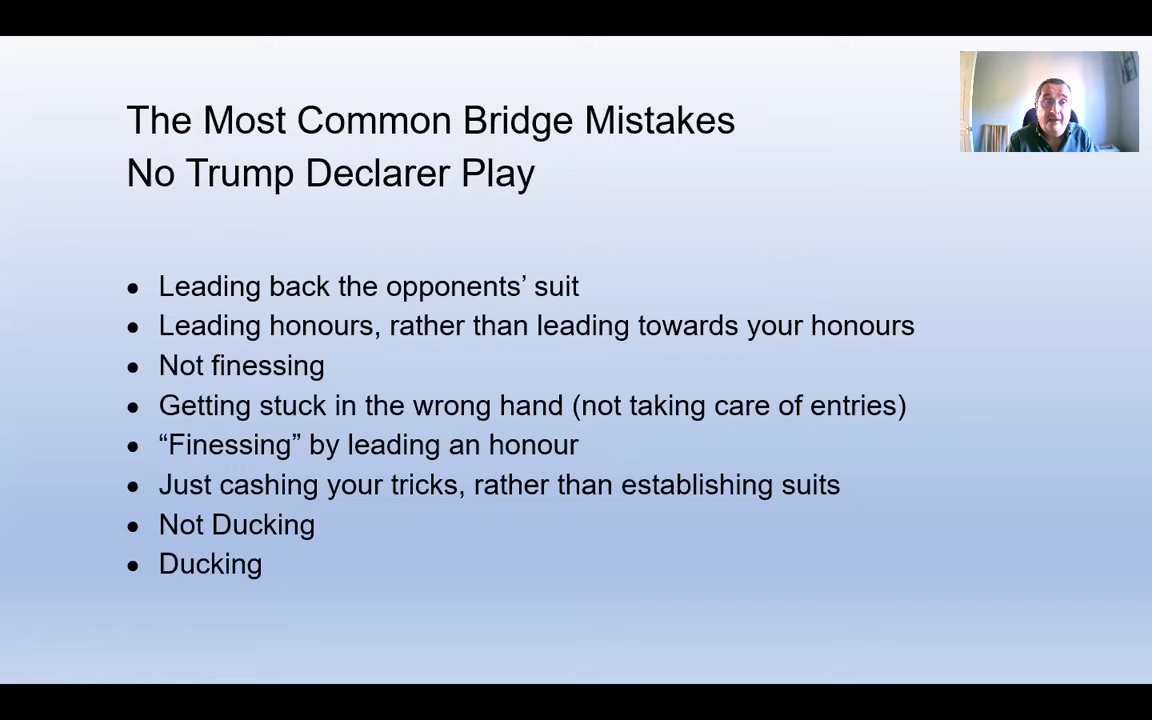 The Most Common Bridge Mistakes
No Trump Declarer Play
• Leading back the opponents’ suit
• Leading honours, rather than leading towards your honours
• Not finessing
• Getting stuck in the wrong hand (not taking care of entries)
• “Finessing” by leading an honour
• Just cashing your tricks, rather than establishing suits
• Not Ducking
• Ducking